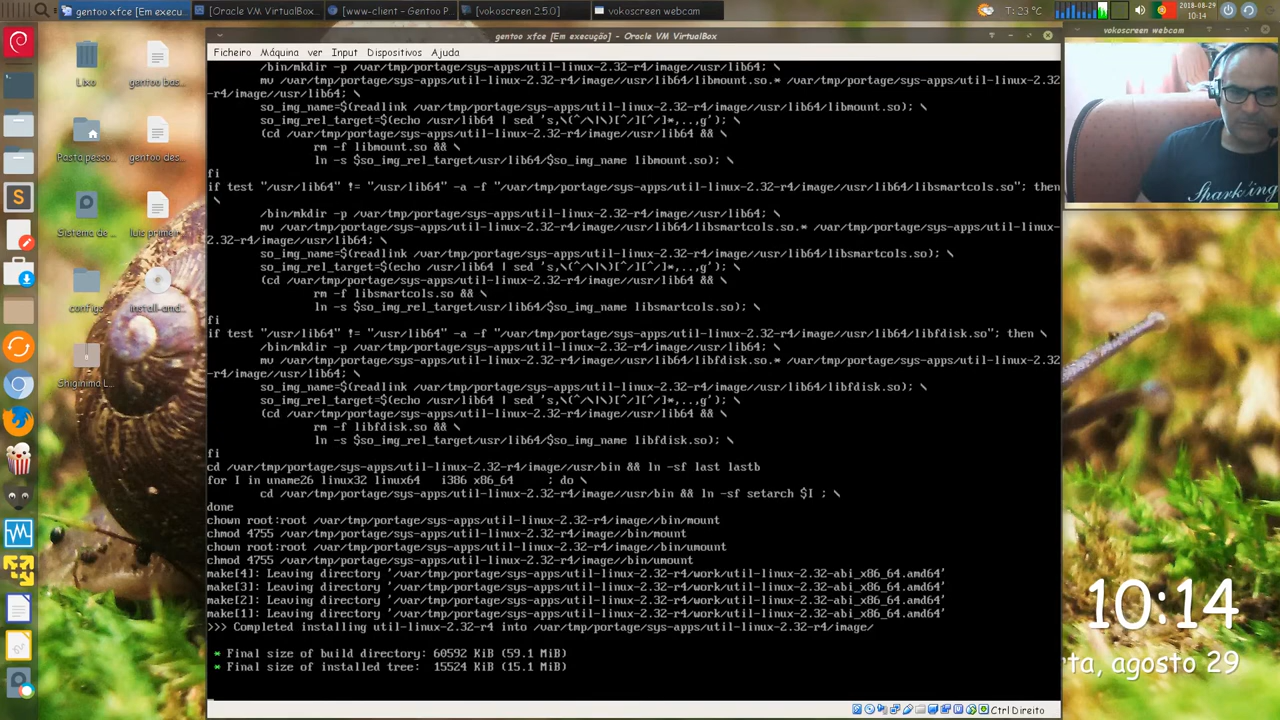 gentoo xfce [Em execu
[Oracle VM VirtualBox...
[www-client – Gentoo P
[vokoscreen 2.5.0]
vokoscreen webcam
T: 23 °C
2018-08-29
10:14
gentoo xfce [Em execução] - Oracle VM VirtualBox
vokoscreen webcam
Ficheiro Máquina ver Input Dispositivos Ajuda
/bin/mkdir -p /var/tmp/portage/sys-apps/util-linux-2.32-r4/image//usr/lib64; \
mv /var/tmp/portage/sys-apps/util-linux-2.32-r4/image//usr/lib64/libmount.so.* /var/tmp/portage/sys-apps/util-linux-2.32
-r4/image//usr/lib64; \
so_img_name=$(readlink /var/tmp/portage/sys-apps/util-linux-2.32-r4/image//usr/lib64/libmount.so); \
so_img_rel_target=$(echo /usr/lib64 | sed 's,\(^/\|\)[^/][^/]*,..,g'); \
(cd /var/tmp/portage/sys-apps/util-linux-2.32-r4/image//usr/lib64 && \
rm -f libmount.so && \
ln -s $so_img_rel_target/usr/lib64/$so_img_name libmount.so); \
fi
if test "/usr/lib64" != "/usr/lib64" -a -f "/var/tmp/portage/sys-apps/util-linux-2.32-r4/image//usr/lib64/libsmartcols.so"; then
\
/bin/mkdir -p /var/tmp/portage/sys-apps/util-linux-2.32-r4/image//usr/lib64; \
mv /var/tmp/portage/sys-apps/util-linux-2.32-r4/image//usr/lib64/libsmartcols.so.* /var/tmp/portage/sys-apps/util-linux-
2.32-r4/image//usr/lib64; \
so_img_name=$(readlink /var/tmp/portage/sys-apps/util-linux-2.32-r4/image//usr/lib64/libsmartcols.so); \
so_img_rel_target=$(echo /usr/lib64 | sed 's,\(^/\|\)[^/][^/]*,..,g'); \
(cd /var/tmp/portage/sys-apps/util-linux-2.32-r4/image//usr/lib64 && \
rm -f libsmartcols.so && \
ln -s $so_img_rel_target/usr/lib64/$so_img_name libsmartcols.so); \
fi
if test "/usr/lib64" != "/usr/lib64" -a -f "/var/tmp/portage/sys-apps/util-linux-2.32-r4/image//usr/lib64/libfdisk.so"; then \
/bin/mkdir -p /var/tmp/portage/sys-apps/util-linux-2.32-r4/image//usr/lib64; \
mv /var/tmp/portage/sys-apps/util-linux-2.32-r4/image//usr/lib64/libfdisk.so.* /var/tmp/portage/sys-apps/util-linux-2.32
-r4/image//usr/lib64; \
so_img_name=$(readlink /var/tmp/portage/sys-apps/util-linux-2.32-r4/image//usr/lib64/libfdisk.so); \
so_img_rel_target=$(echo /usr/lib64 | sed 's,\(^/\|\)[^/][^/]*,..,g'); \
(cd /var/tmp/portage/sys-apps/util-linux-2.32-r4/image//usr/lib64 && \
rm -f libfdisk.so && \
ln -s $so_img_rel_target/usr/lib64/$so_img_name libfdisk.so); \
fi
cd /var/tmp/portage/sys-apps/util-linux-2.32-r4/image//usr/bin && ln -sf last lastb
for I in uname26 linux32 linux64   i386 x86_64     ; do \
cd /var/tmp/portage/sys-apps/util-linux-2.32-r4/image//usr/bin && ln -sf setarch $I ; \
done
chown root:root /var/tmp/portage/sys-apps/util-linux-2.32-r4/image//bin/mount
chmod 4755 /var/tmp/portage/sys-apps/util-linux-2.32-r4/image//bin/mount
chown root:root /var/tmp/portage/sys-apps/util-linux-2.32-r4/image//bin/umount
chmod 4755 /var/tmp/portage/sys-apps/util-linux-2.32-r4/image//bin/umount
make[4]: Leaving directory '/var/tmp/portage/sys-apps/util-linux-2.32-r4/work/util-linux-2.32-abi_x86_64.amd64'
make[3]: Leaving directory '/var/tmp/portage/sys-apps/util-linux-2.32-r4/work/util-linux-2.32-abi_x86_64.amd64'
make[2]: Leaving directory '/var/tmp/portage/sys-apps/util-linux-2.32-r4/work/util-linux-2.32-abi_x86_64.amd64'
make[1]: Leaving directory '/var/tmp/portage/sys-apps/util-linux-2.32-r4/work/util-linux-2.32-abi_x86_64.amd64'
>>> Completed installing util-linux-2.32-r4 into /var/tmp/portage/sys-apps/util-linux-2.32-r4/image/
* Final size of build directory: 60592 KiB (59.1 MiB)
* Final size of installed tree:  15524 KiB (15.1 MiB)
Ctrl Direito
Lixo
gentoo bas...
Pasta pesso...
gentoo des...
Sistema de ...
luis primeir...
configs
install-amd...
Shiginima L...
Spark'ing
10:14
rta, agosto 29